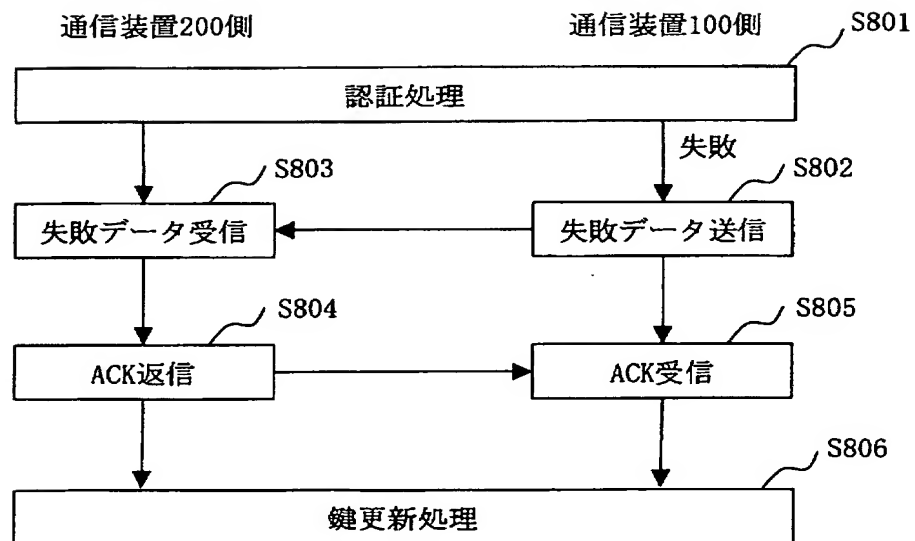 通信装置200側
通信装置100側
S801
認証処理
失敗
S803
S802
失敗データ受信
失敗データ送信
S804
S805
ACK返信
ACK受信
S806
鍵更新処理